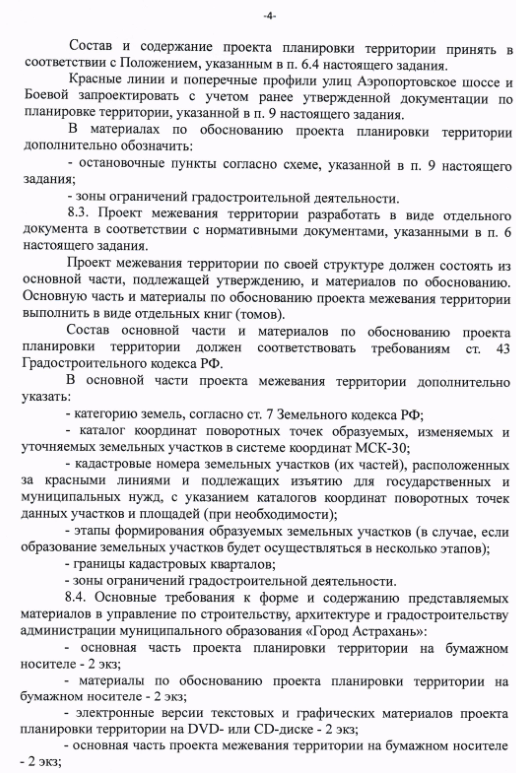 -4-
Состав и содержание проекта планировки территории принять в
соответствии с Положением, указанным в п. 6.4 настоящего задания.
Красные линии и поперечные профили улиц Аэропортовское шоссе и
Боевой запроектировать с учетом ранее утвержденной документации по
планировке территории, указанной в п. 9 настоящего задания.
В материалах по обоснованию проекта планировки территории
дополнительно обозначить:
- остановочные пункты согласно схеме, указанной в п. 9 настоящего
задания;
- зоны ограничений градостроительной деятельности.
8.3. Проект межевания территории разработать в виде отдельного
документа в соответствии с нормативными документами, указанными в п. 6
настоящего задания.
Проект межевания территории по своей структуре должен состоять из
основной части, подлежащей утверждению, и материалов по обоснованию.
Основную часть и материалы по обоснованию проекта межевания территории
выполнить в виде отдельных книг (томов).
Состав основной части и материалов по обоснованию проекта
планировки территории должен соответствовать требованиям ст. 43
Градостроительного кодекса РФ.
В основной части проекта межевания территории дополнительно
указать:
- категорию земель, согласно ст. 7 Земельного кодекса РФ;
- каталог координат поворотных точек образуемых, изменяемых и
уточняемых земельных участков в системе координат МСК-30;
- кадастровые номера земельных участков (их частей), расположенных
за красными линиями и подлежащих изъятию для государственных и
муниципальных нужд, с указанием каталогов координат поворотных точек
данных участков и площадей (при необходимости);
- этапы формирования образуемых земельных участков (в случае, если
образование земельных участков будет осуществляться в несколько этапов);
- границы кадастровых кварталов;
- зоны ограничений градостроительной деятельности.
8.4. Основные требования к форме и содержанию представляемых
материалов в управление по строительству, архитектуре и градостроительству
администрации муниципального образования «Город Астрахань»:
- основная часть проекта планировки территории на бумажном
носителе - 2 экз;
- материалы по обоснованию проекта планировки территории на
бумажном носителе - 2 экз;
- электронные версии текстовых и графических материалов проекта
планировки территории на DVD- или CD-диске - 2 экз;
- основная часть проекта межевания территории на бумажном носителе
- 2 экз;